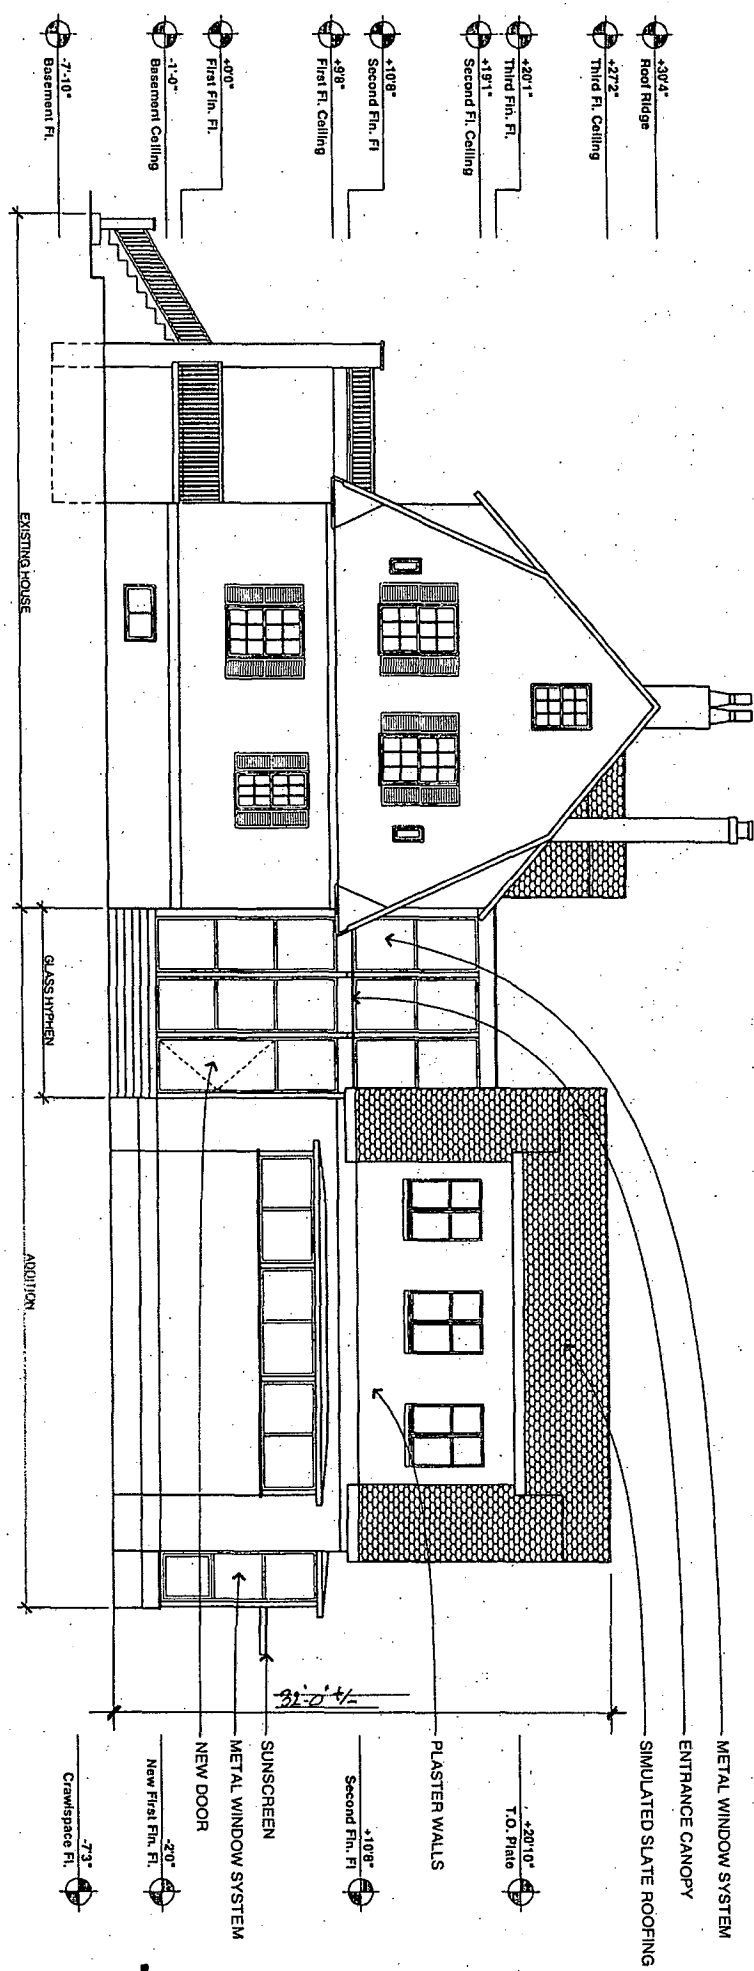 +30'4"
Roof Ridge
+27'2"
Third Fl. Ceiling
+20'1"
Third Fin. Fl.
+19'1"
Second Fl. Ceiling
+10'8"
Second Fin. Fl
+9'8"
First Fl. Ceiling
+0'0"
First Fin. Fl.
-1'-0"
Basement Ceiling
-7'-10"
Basement Fl.
EXISTING HOUSE
GLASS HYPHEN
ADDITION
32'-0" +/-
METAL WINDOW SYSTEM
ENTRANCE CANOPY
SIMULATED SLATE ROOFING
PLASTER WALLS
SUNSCREEN
METAL WINDOW SYSTEM
NEW DOOR
+20'10"
T.O. Plate
+10'8"
Second Fin. Fl
-2'0"
New First Fin. Fl.
-7'3"
Crawlspace Fl.